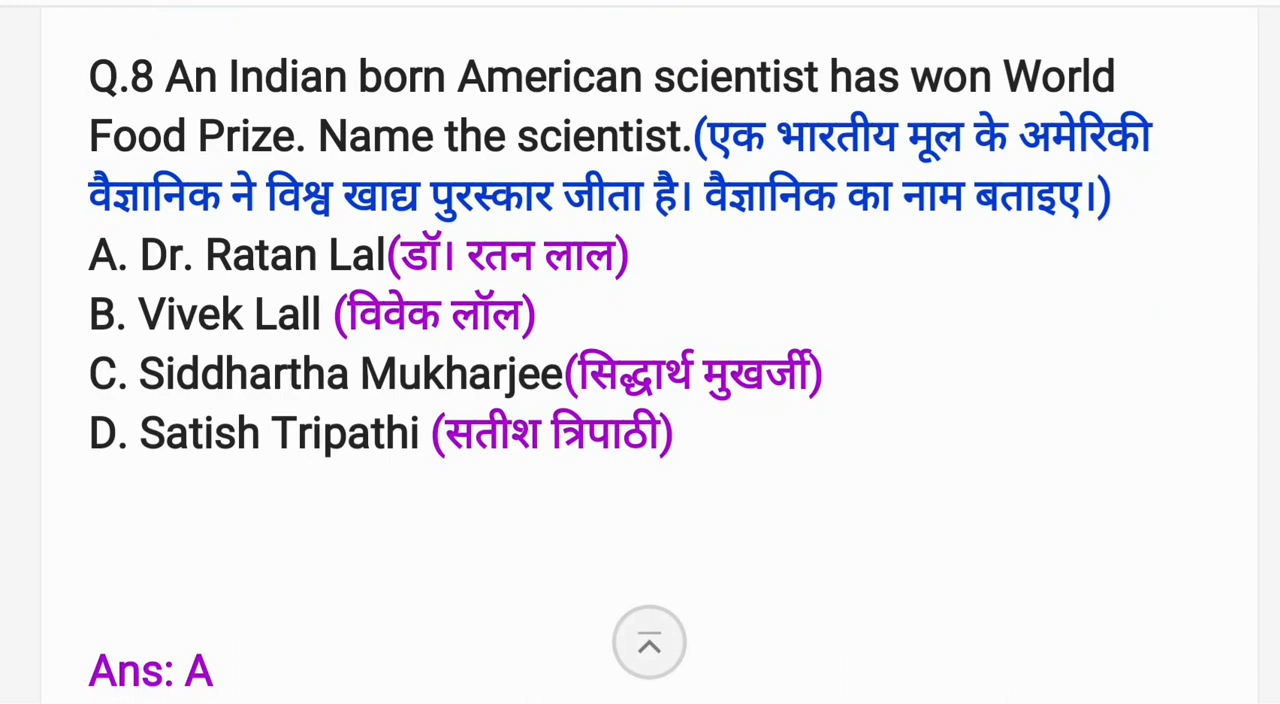 Q.8 An Indian born American scientist has won World
Food Prize. Name the scientist.(एक भारतीय मूल के अमेरिकी
वैज्ञानिक ने विश्व खाद्य पुरस्कार जीता है। वैज्ञानिक का नाम बताइए।)
A. Dr. Ratan Lal(डॉ। रतन लाल)
B. Vivek Lall (विवेक लॉल)
C. Siddhartha Mukharjee(सिद्धार्थ मुखर्जी)
D. Satish Tripathi (सतीश त्रिपाठी)
Ans: A